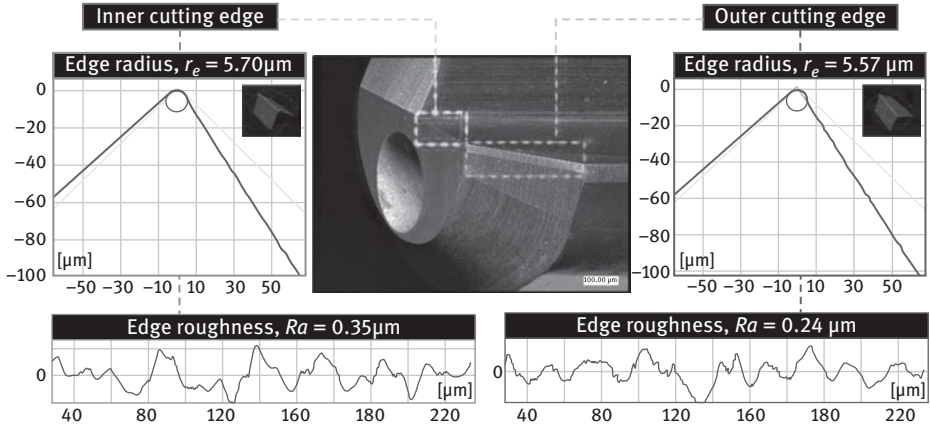 Inner cutting edge
Outer cutting edge
Edge radius, rₑ = 5.70μm
0
−20
−40
−60
−80
−100
[μm]
−50 −30 −10 10 30 50
100.00 μm
Edge radius, rₑ = 5.57 μm
0
−20
−40
−60
−80
−100
[μm]
−50 −30 −10 10 30 50
Edge roughness, Ra = 0.35μm
0
[μm]
40 80 120 160 180 220
Edge roughness, Ra = 0.24 μm
0
[μm]
40 80 120 140 180 220